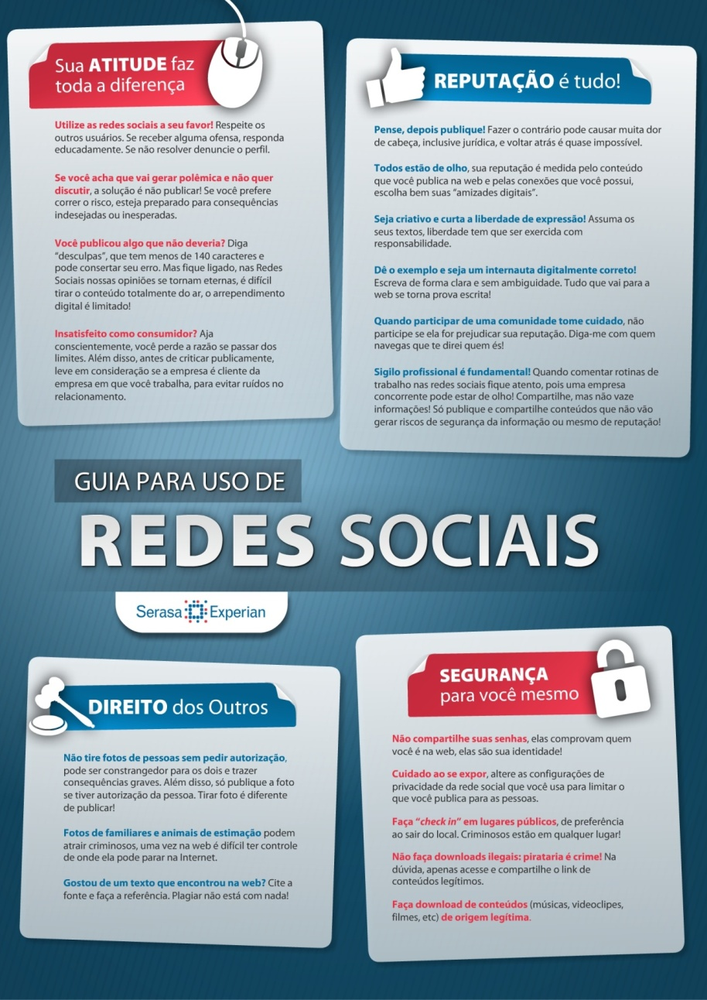 Sua ATITUDE faz
toda a diferença
Utilize as redes sociais a seu favor! Respeite os
outros usuários. Se receber alguma ofensa, responda
educadamente. Se não resolver denuncie o perfil.
Se você acha que vai gerar polêmica e não quer
discutir, a solução é não publicar! Se você prefere
correr o risco, esteja preparado para consequências
indesejadas ou inesperadas.
Você publicou algo que não deveria? Diga
“desculpas”, que tem menos de 140 caracteres e
pode consertar seu erro. Mas fique ligado, nas Redes
Sociais nossas opiniões se tornam eternas, é difícil
tirar o conteúdo totalmente do ar, o arrependimento
digital é limitado!
Insatisfeito como consumidor? Aja
conscientemente, você perde a razão se passar dos
limites. Além disso, antes de criticar publicamente,
leve em consideração se a empresa é cliente da
empresa em que você trabalha, para evitar ruídos no
relacionamento.
REPUTAÇÃO é tudo!
Pense, depois publique! Fazer o contrário pode causar muita dor
de cabeça, inclusive jurídica, e voltar atrás é quase impossível.
Todos estão de olho, sua reputação é medida pelo conteúdo
que você publica na web e pelas conexões que você possui,
escolha bem suas “amizades digitais”.
Seja criativo e curta a liberdade de expressão! Assuma os
seus textos, liberdade tem que ser exercida com
responsabilidade.
Dê o exemplo e seja um internauta digitalmente correto!
Escreva de forma clara e sem ambiguidade. Tudo que vai para a
web se torna prova escrita!
Quando participar de uma comunidade tome cuidado, não
participe se ela for prejudicar sua reputação. Diga-me com quem
navegas que te direi quem és!
Sigilo profissional é fundamental! Quando comentar rotinas de
trabalho nas redes sociais fique atento, pois uma empresa
concorrente pode estar de olho! Compartilhe, mas não vaze
informações! Só publique e compartilhe conteúdos que não vão
gerar riscos de segurança da informação ou mesmo de reputação!
GUIA PARA USO DE
REDES SOCIAIS
Serasa Experian
DIREITO dos Outros
Não tire fotos de pessoas sem pedir autorização,
pode ser constrangedor para os dois e trazer
consequências graves. Além disso, só publique a foto
se tiver autorização da pessoa. Tirar foto é diferente
de publicar!
Fotos de familiares e animais de estimação podem
atrair criminosos, uma vez na web é difícil ter controle
de onde ela pode parar na Internet.
Gostou de um texto que encontrou na web? Cite a
fonte e faça a referência. Plagiar não está com nada!
SEGURANÇA
para você mesmo
Não compartilhe suas senhas, elas comprovam quem
você é na web, elas são sua identidade!
Cuidado ao se expor, altere as configurações de
privacidade da rede social que você usa para limitar o
que você publica para as pessoas.
Faça “check in” em lugares públicos, de preferência
ao sair do local. Criminosos estão em qualquer lugar!
Não faça downloads ilegais: pirataria é crime! Na
dúvida, apenas acesse e compartilhe o link de
conteúdos legítimos.
Faça download de conteúdos (músicas, videoclipes,
filmes, etc) de origem legítima.